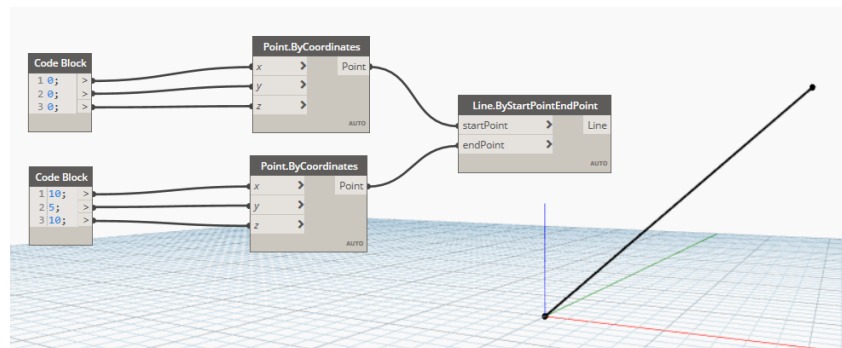 Code Block
1 0; >
2 0; >
3 0; >
Point.ByCoordinates
x > Point
y >
z >
AUTO
Line.ByStartPointEndPoint
startPoint > Line
endPoint >
AUTO
Code Block
1 10; >
2 5; >
3 10; >
Point.ByCoordinates
x > Point
y >
z >
AUTO